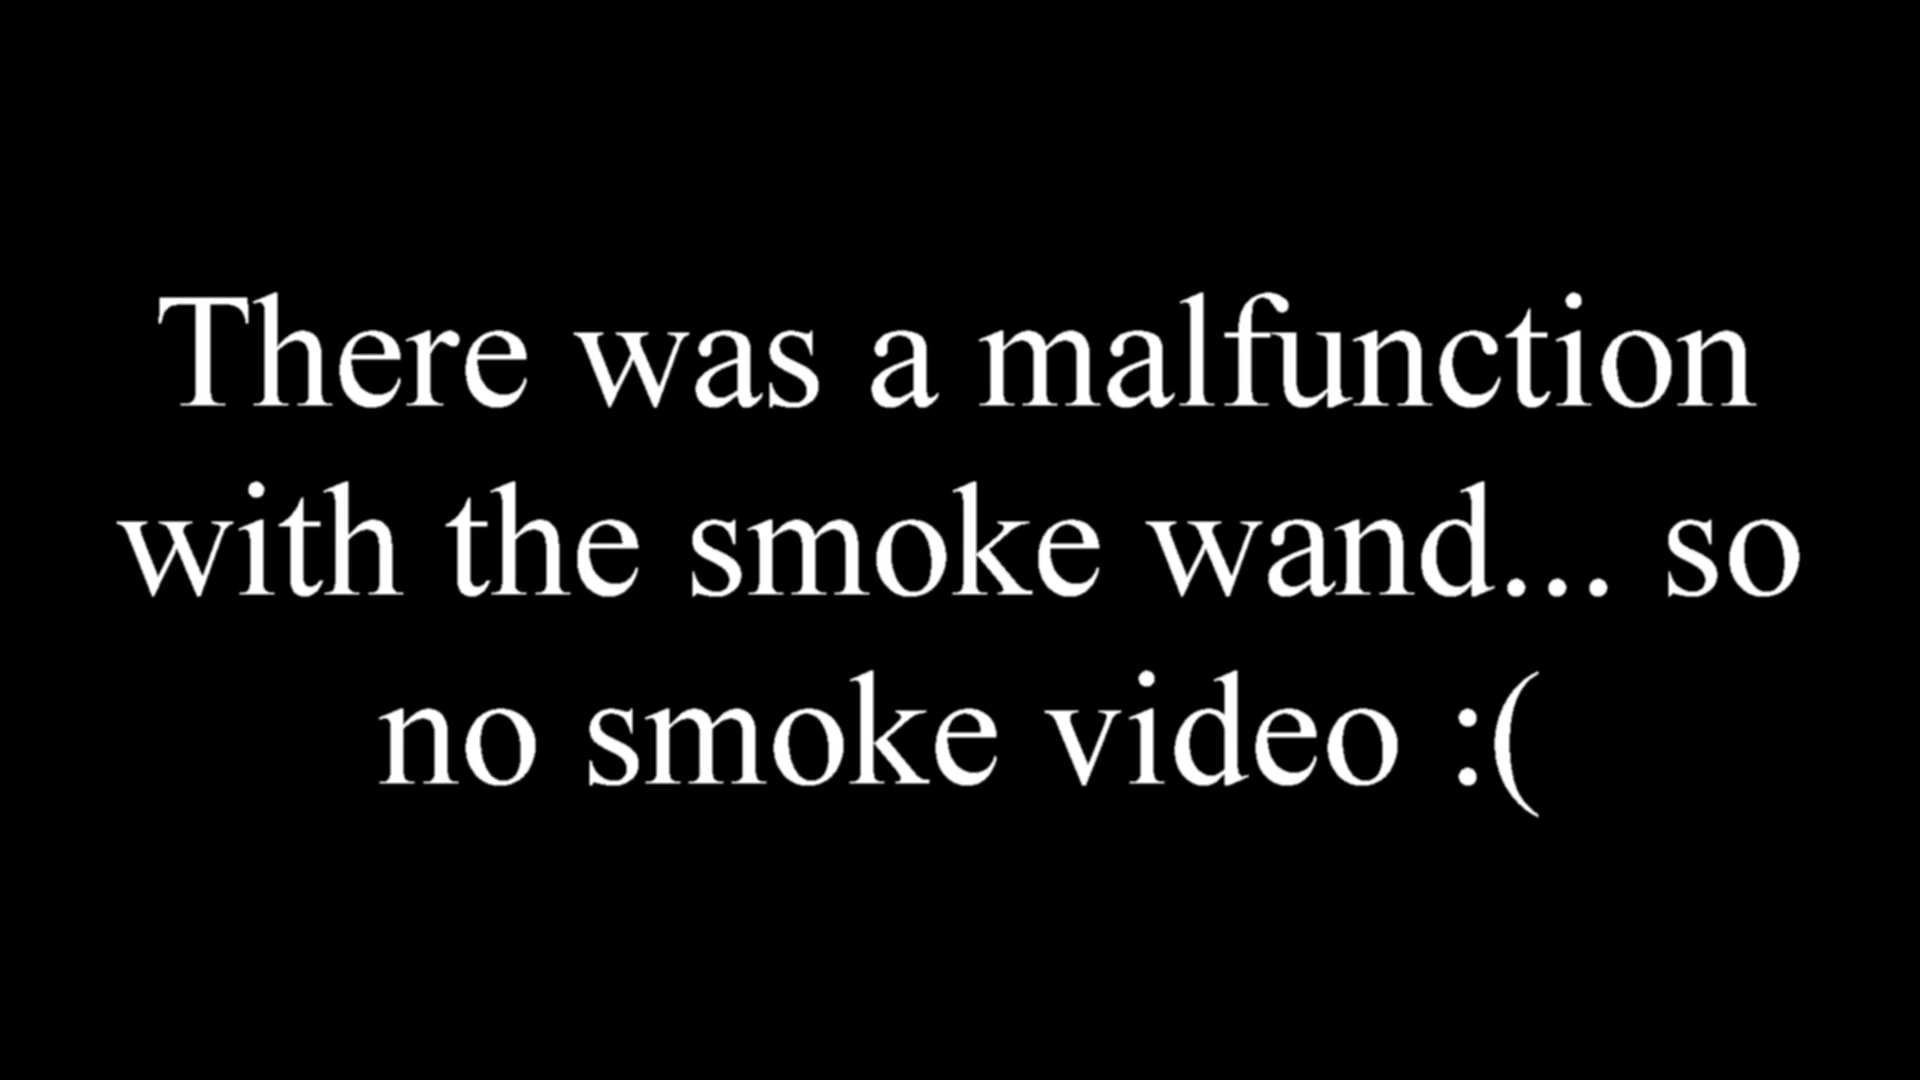 There was a malfunction
with the smoke wand... so
no smoke video :(